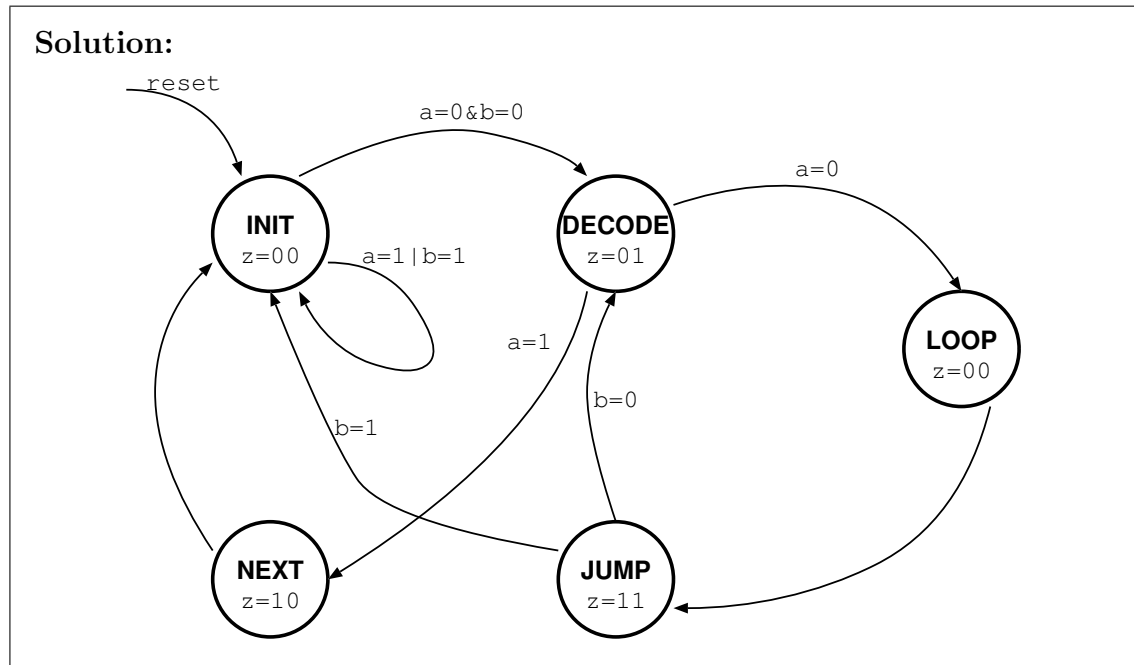 Solution:
reset
a=0&b=0
a=0
INIT
z=00
a=1|b=1
DECODE
z=01
a=1
LOOP
z=00
b=0
b=1
NEXT
z=10
JUMP
z=11